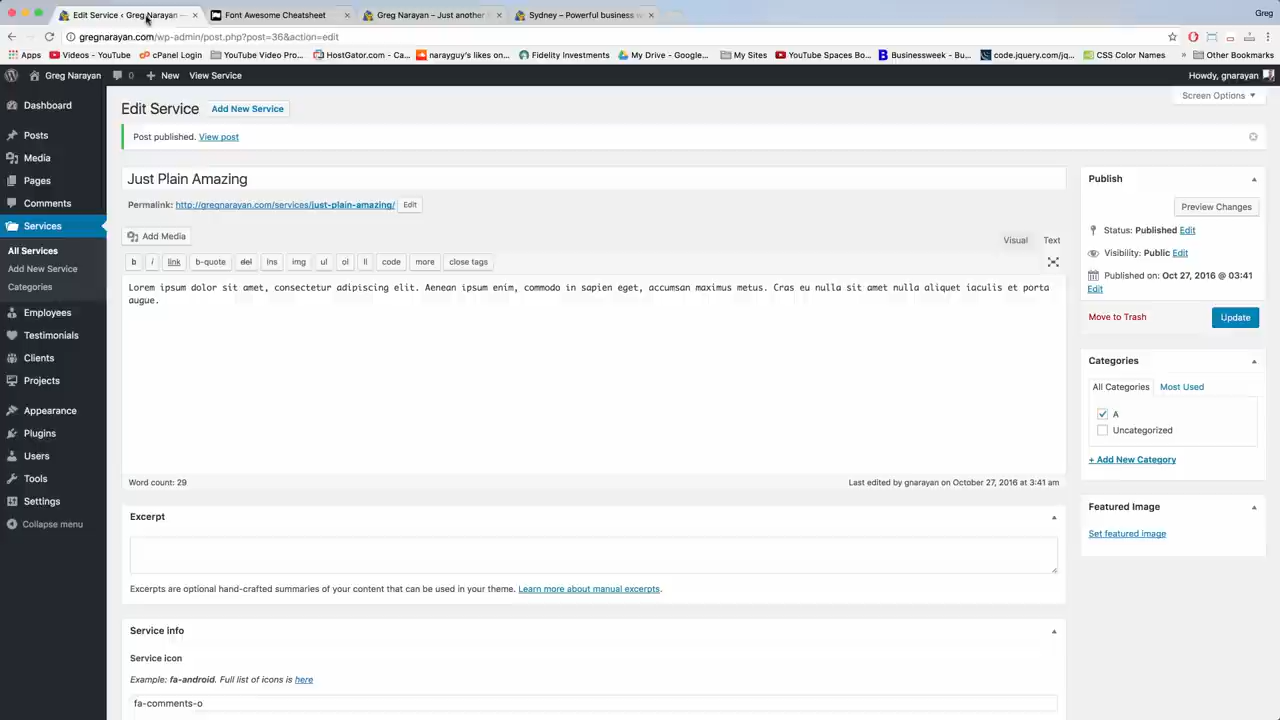 Edit Service ‹ Greg Narayan — ×
Font Awesome Cheatsheet ×
Greg Narayan – Just another ×
Sydney – Powerful business w ×
Greg
gregnarayan.com/wp-admin/post.php?post=36&action=edit
Apps
Videos - YouTube
cPanel Login
YouTube Video Pro...
HostGator.com - Ca...
narayguy's likes on...
Fidelity Investments
My Drive - Google...
My Sites
YouTube Spaces Bo...
Businessweek - Bu...
code.jquery.com/jq...
CSS Color Names
»
Other Bookmarks
Greg Narayan
0
+ New
View Service
Howdy, gnarayan
Screen Options ▼
Dashboard
Posts
Media
Pages
Comments
Services
All Services
Add New Service
Categories
Employees
Testimonials
Clients
Projects
Appearance
Plugins
Users
Tools
Settings
Collapse menu
Edit Service
Add New Service
Post published. View post
Just Plain Amazing
Permalink: http://gregnarayan.com/services/just-plain-amazing/ Edit
Add Media
Visual Text
b i link b-quote del ins img ul ol li code more close tags
Lorem ipsum dolor sit amet, consectetur adipiscing elit. Aenean ipsum enim, commodo in sapien eget, accumsan maximus metus. Cras eu nulla sit amet nulla aliquet iaculis et porta
augue.
Word count: 29
Last edited by gnarayan on October 27, 2016 at 3:41 am
Excerpt
Excerpts are optional hand-crafted summaries of your content that can be used in your theme. Learn more about manual excerpts.
Service info
Service icon
Example: fa-android. Full list of icons is here
fa-comments-o
Publish
Preview Changes
Status: Published Edit
Visibility: Public Edit
Published on: Oct 27, 2016 @ 03:41
Edit
Move to Trash
Update
Categories
All Categories
Most Used
A
Uncategorized
+ Add New Category
Featured Image
Set featured image